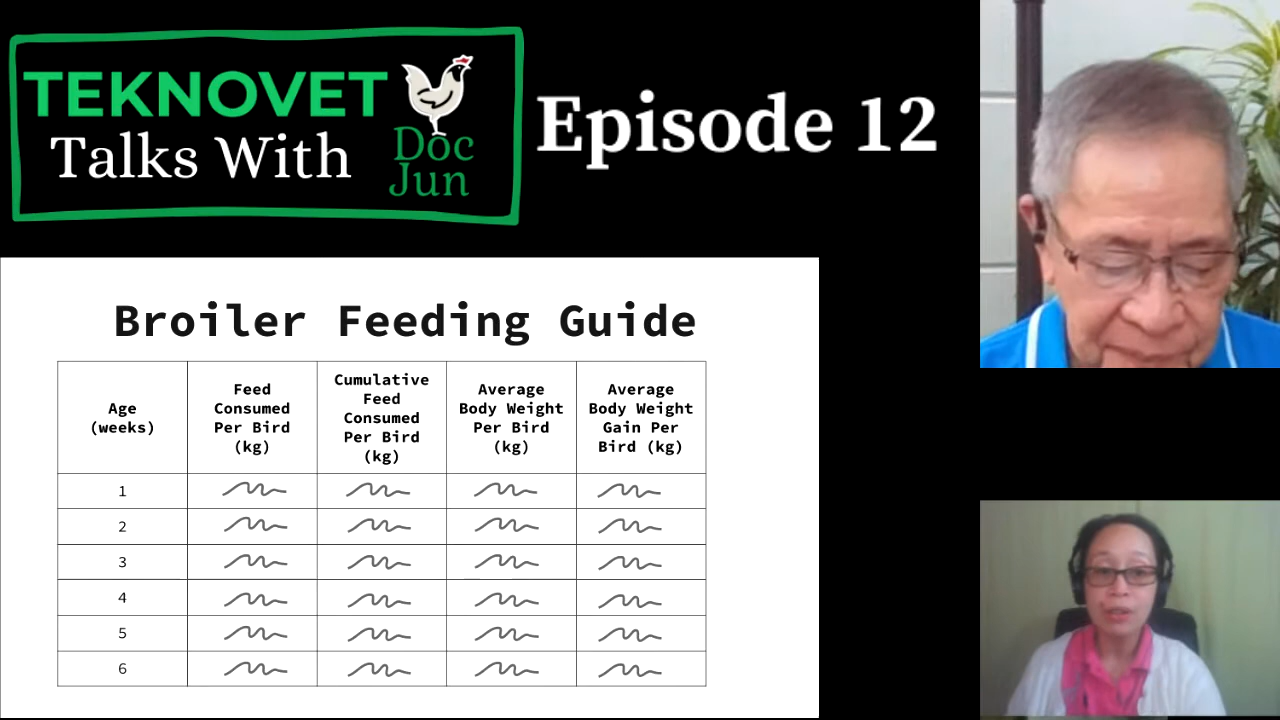 TEKNOVET
Talks With
Doc
Jun
Episode 12
Broiler Feeding Guide
Age
(weeks)
Feed
Consumed
Per Bird
(kg)
Cumulative
Feed
Consumed
Per Bird
(kg)
Average
Body Weight
Per Bird
(kg)
Average
Body Weight
Gain Per
Bird (kg)
1
2
3
4
5
6